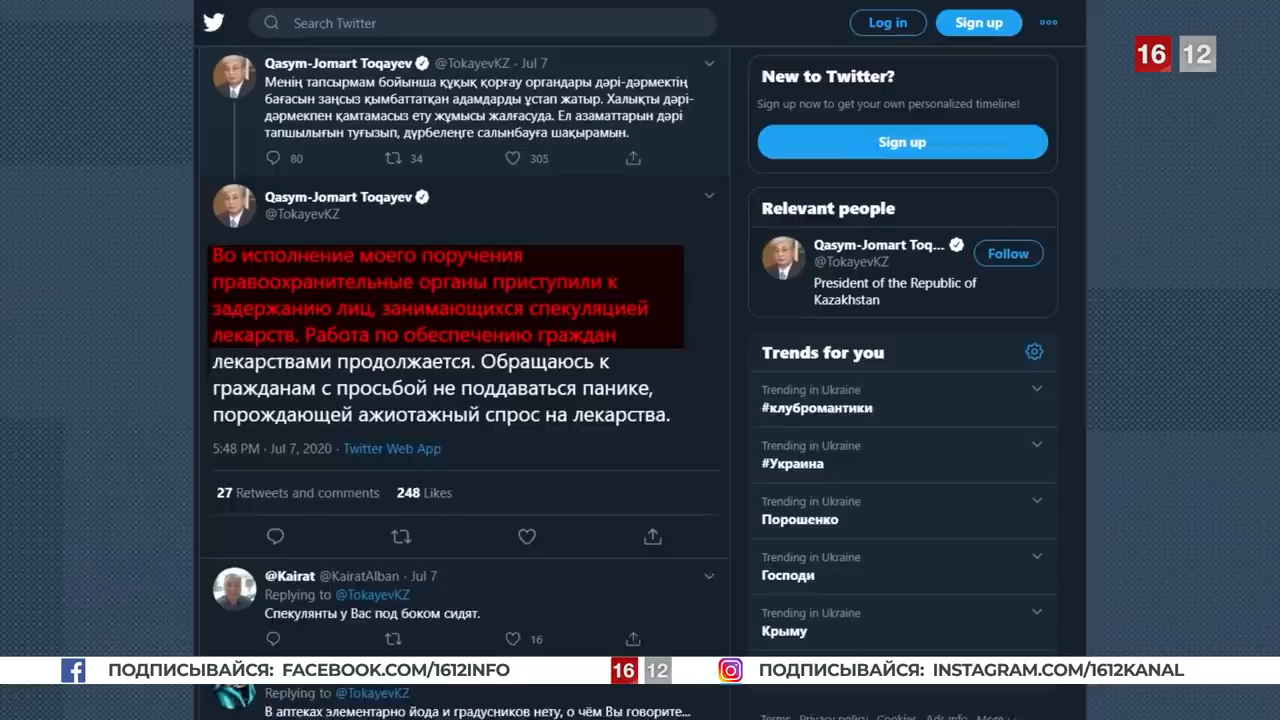 Search Twitter
Log in
Sign up
16 12
Qasym-Jomart Toqayev @TokayevKZ · Jul 7
Менің тапсырмам бойынша құқық қорғау органдары дәрі-дәрмектің
бағасын заңсыз қымбаттатқан адамдарды ұстап жатыр. Халықты дәрі-
дәрмекпен қамтамасыз ету жұмысы жалғасуда. Ел азаматтарын дәрі
тапшылығын туғызып, дүрбелеңге салынбауға шақырамын.
80 34 305
Qasym-Jomart Toqayev
@TokayevKZ
Во исполнение моего поручения
правоохранительные органы приступили к
задержанию лиц, занимающихся спекуляцией
лекарств. Работа по обеспечению граждан
лекарствами продолжается. Обращаюсь к
гражданам с просьбой не поддаваться панике,
порождающей ажиотажный спрос на лекарства.
5:48 PM · Jul 7, 2020 · Twitter Web App
27 Retweets and comments 248 Likes
@Kairat @KairatAlban · Jul 7
Replying to @TokayevKZ
Спекулянты у Вас под боком сидят.
16
Replying to @TokayevKZ
В аптеках элементарно йода и градусников нету, о чём Вы говорите...
New to Twitter?
Sign up now to get your own personalized timeline!
Sign up
Relevant people
Qasym-Jomart Toq...
@TokayevKZ
Follow
President of the Republic of
Kazakhstan
Trends for you
Trending in Ukraine
#клубромантики
Trending in Ukraine
#Украина
Trending in Ukraine
Порошенко
Trending in Ukraine
Господи
Trending in Ukraine
Крыму
ПОДПИСЫВАЙСЯ: FACEBOOK.COM/1612INFO
16 12
ПОДПИСЫВАЙСЯ: INSTAGRAM.COM/1612KANAL
Terms Privacy policy Cookies Ads info More